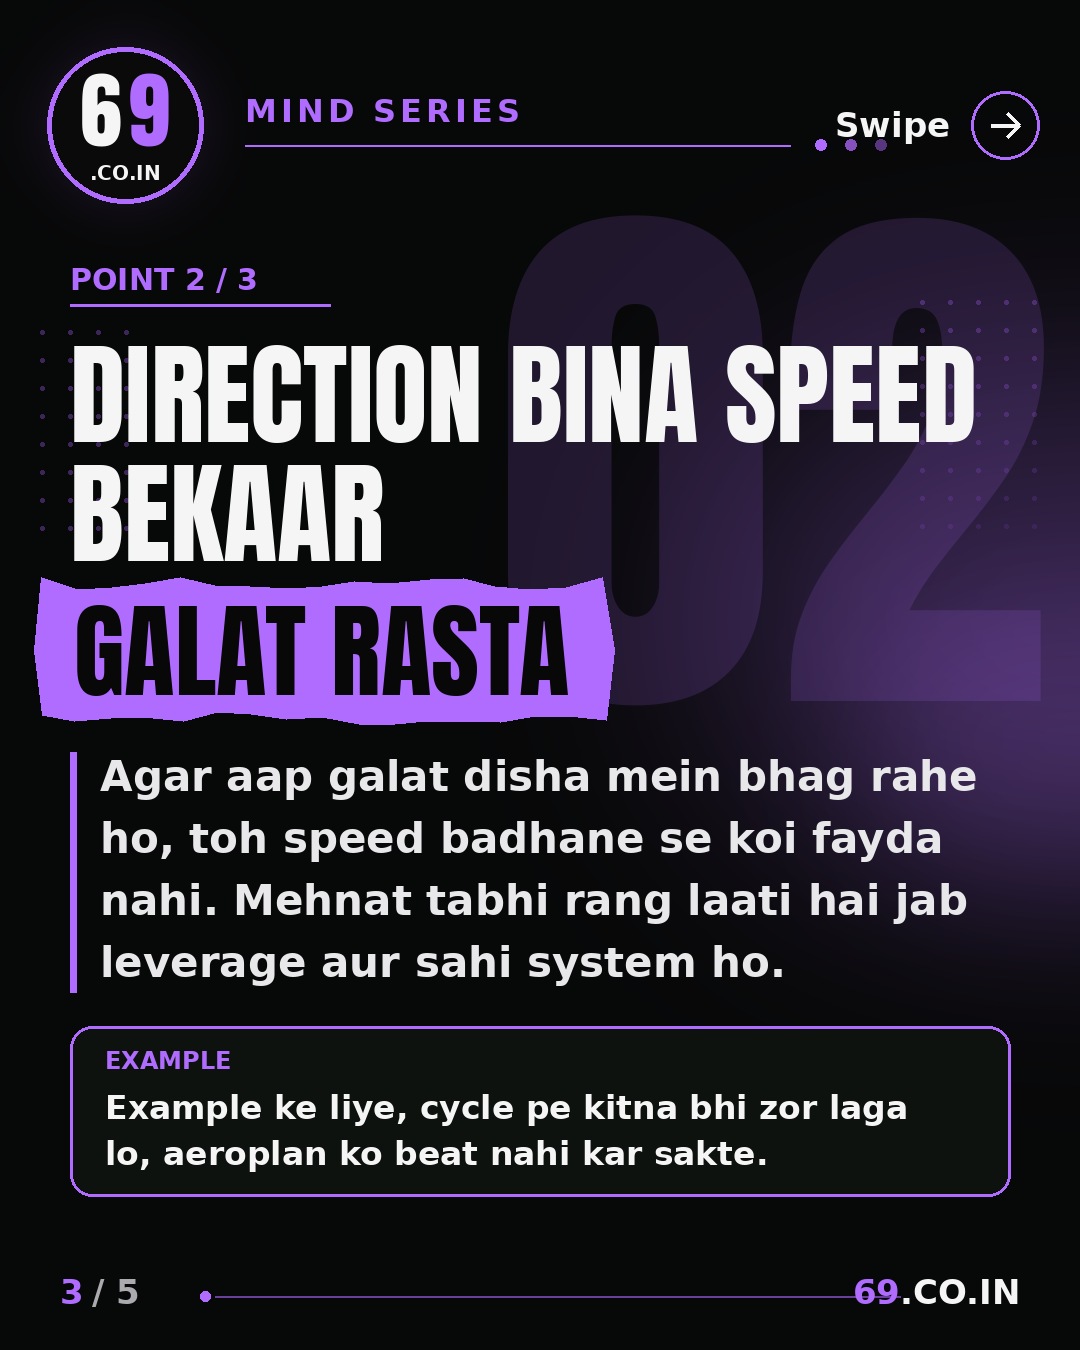 69
.CO.IN
MIND SERIES
Swipe
02
POINT 2 / 3
DIRECTION BINA SPEED
BEKAAR
GALAT RASTA
Agar aap galat disha mein bhag rahe
ho, toh speed badhane se koi fayda
nahi. Mehnat tabhi rang laati hai jab
leverage aur sahi system ho.
EXAMPLE
Example ke liye, cycle pe kitna bhi zor laga
lo, aeroplan ko beat nahi kar sakte.
3 / 5
69.CO.IN